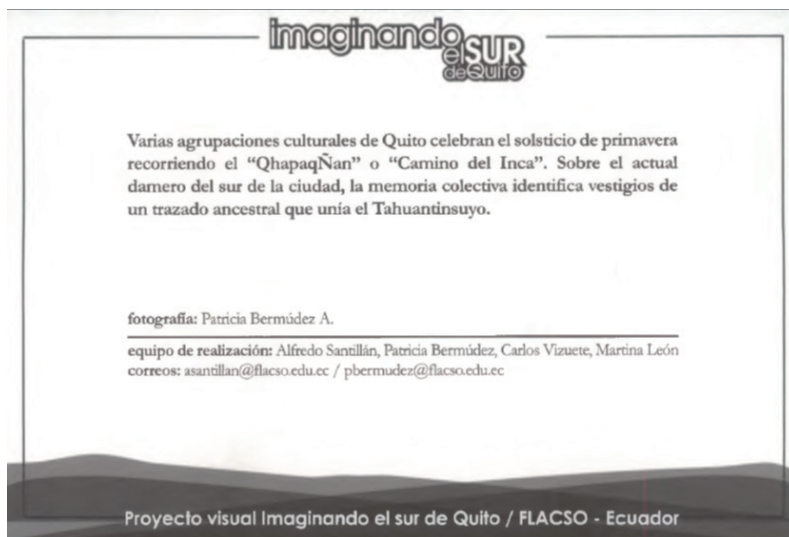 imaginando
el SUR
de Quito
Varias agrupaciones culturales de Quito celebran el solsticio de primavera
recorriendo el “QhapaqÑan” o “Camino del Inca”. Sobre el actual
damero del sur de la ciudad, la memoria colectiva identifica vestigios de
un trazado ancestral que unía el Tahuantinsuyo.
fotografía: Patricia Bermúdez A.
equipo de realización: Alfredo Santillán, Patricia Bermúdez, Carlos Vizuete, Martina León
correos: asantillan@flacso.edu.ec / pbermudez@flacso.edu.ec
Proyecto visual Imaginando el sur de Quito / FLACSO - Ecuador